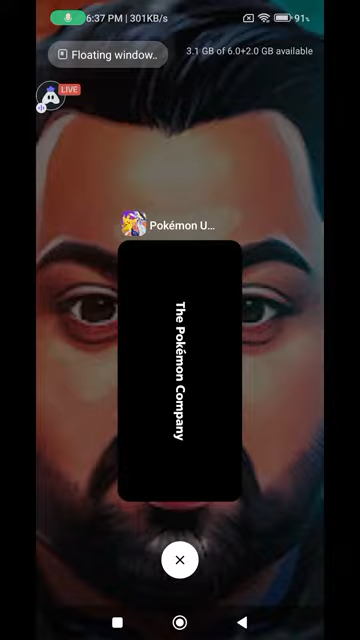 6:37 PM | 301KB/s
91%
Floating window..
3.1 GB of 6.0+2.0 GB available
LIVE
Pokémon U...
The Pokémon Company